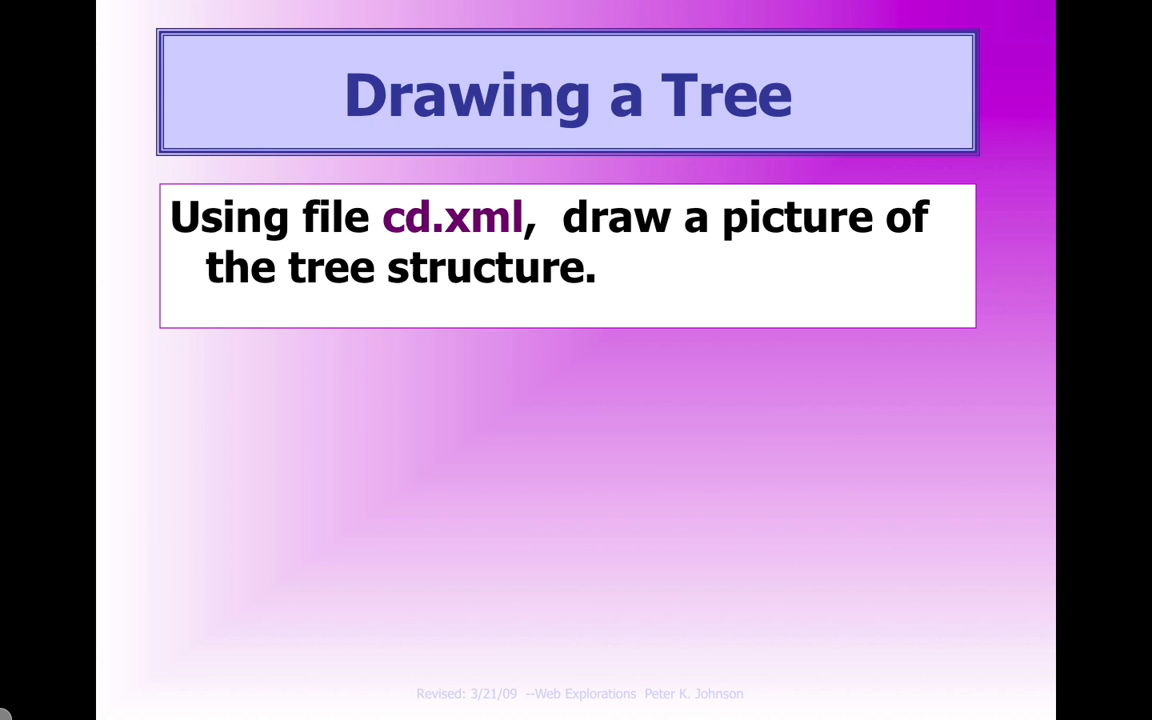 Drawing a Tree
Using file cd.xml,  draw a picture of
the tree structure.
Revised: 3/21/09  --Web Explorations  Peter K. Johnson